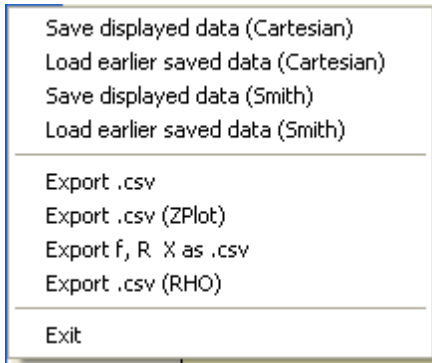 Save displayed data (Cartesian)
Load earlier saved data (Cartesian)
Save displayed data (Smith)
Load earlier saved data (Smith)
Export .csv
Export .csv (ZPlot)
Export f, R X as .csv
Export .csv (RHO)
Exit